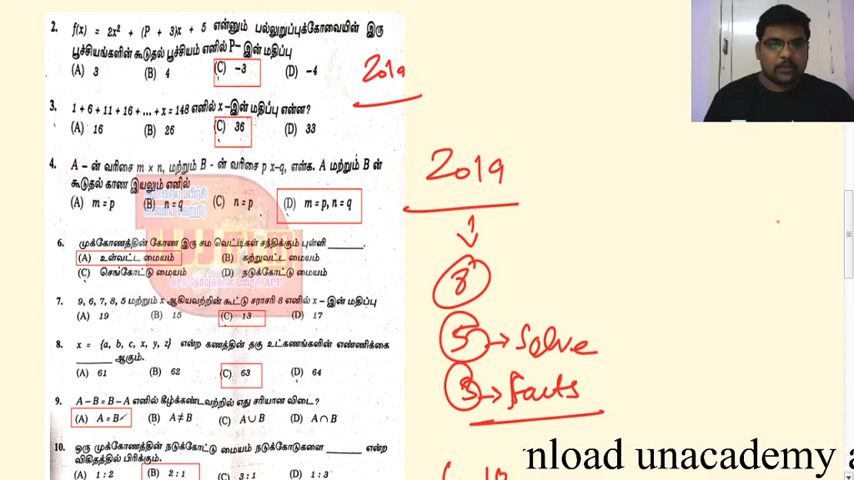 2. f(x) = 2x² + (P + 3)x + 5 என்னும் பல்லுறுப்புக்கோவையின் இரு
பூச்சியங்களின் கூடுதல் பூச்சியம் எனில் P-இன் மதிப்பு
(A) 3 (B) 4 (C) -3 (D) -4
2019
3. 1 + 6 + 11 + 16 + ... + x = 148 எனில் x-இன் மதிப்பு என்ன?
(A) 16 (B) 26 (C) 36 (D) 33
4. A - ன் வரிசை m × n, மற்றும் B - ன் வரிசை p x-q, என்க. A மற்றும் B ன்
கூடுதல் காண இயலும் எனில்
(A) m = p (B) n = q (C) n = p (D) m = p, n = q
2019
6. முக்கோணத்தின் கோண இரு சம வெட்டிகள் சந்திக்கும் புள்ளி ______.
(A) உள்வட்ட மையம் (B) சுற்றுவட்ட மையம்
(C) செங்கோட்டு மையம் (D) நடுக்கோட்டு மையம்
8
7. 9, 6, 7, 8, 5 மற்றும் x ஆகியவற்றின் கூட்டு சராசரி 8 எனில் x - இன் மதிப்பு
(A) 19 (B) 15 (C) 13 (D) 17
8. x = {a, b, c, x, y, z} என்ற கணத்தின் தகு உட்கணங்களின் எண்ணிக்கை
______ ஆகும்.
(A) 61 (B) 62 (C) 63 (D) 64
5 → Solve
3 → facts
9. A - B = B - A எனில் கீழ்க்கண்டவற்றில் எது சரியான விடை?
(A) A = B (B) A ≠ B (C) A ∪ B (D) A ∩ B
10. ஒரு முக்கோணத்தின் நடுக்கோட்டு மையம் நடுக்கோடுகளை ______ என்ற
விகிதத்தில் பிரிக்கும்.
(A) 1 : 2 (B) 2 : 1 (C) 3 : 1 (D) 1 : 3
nload unacademy a